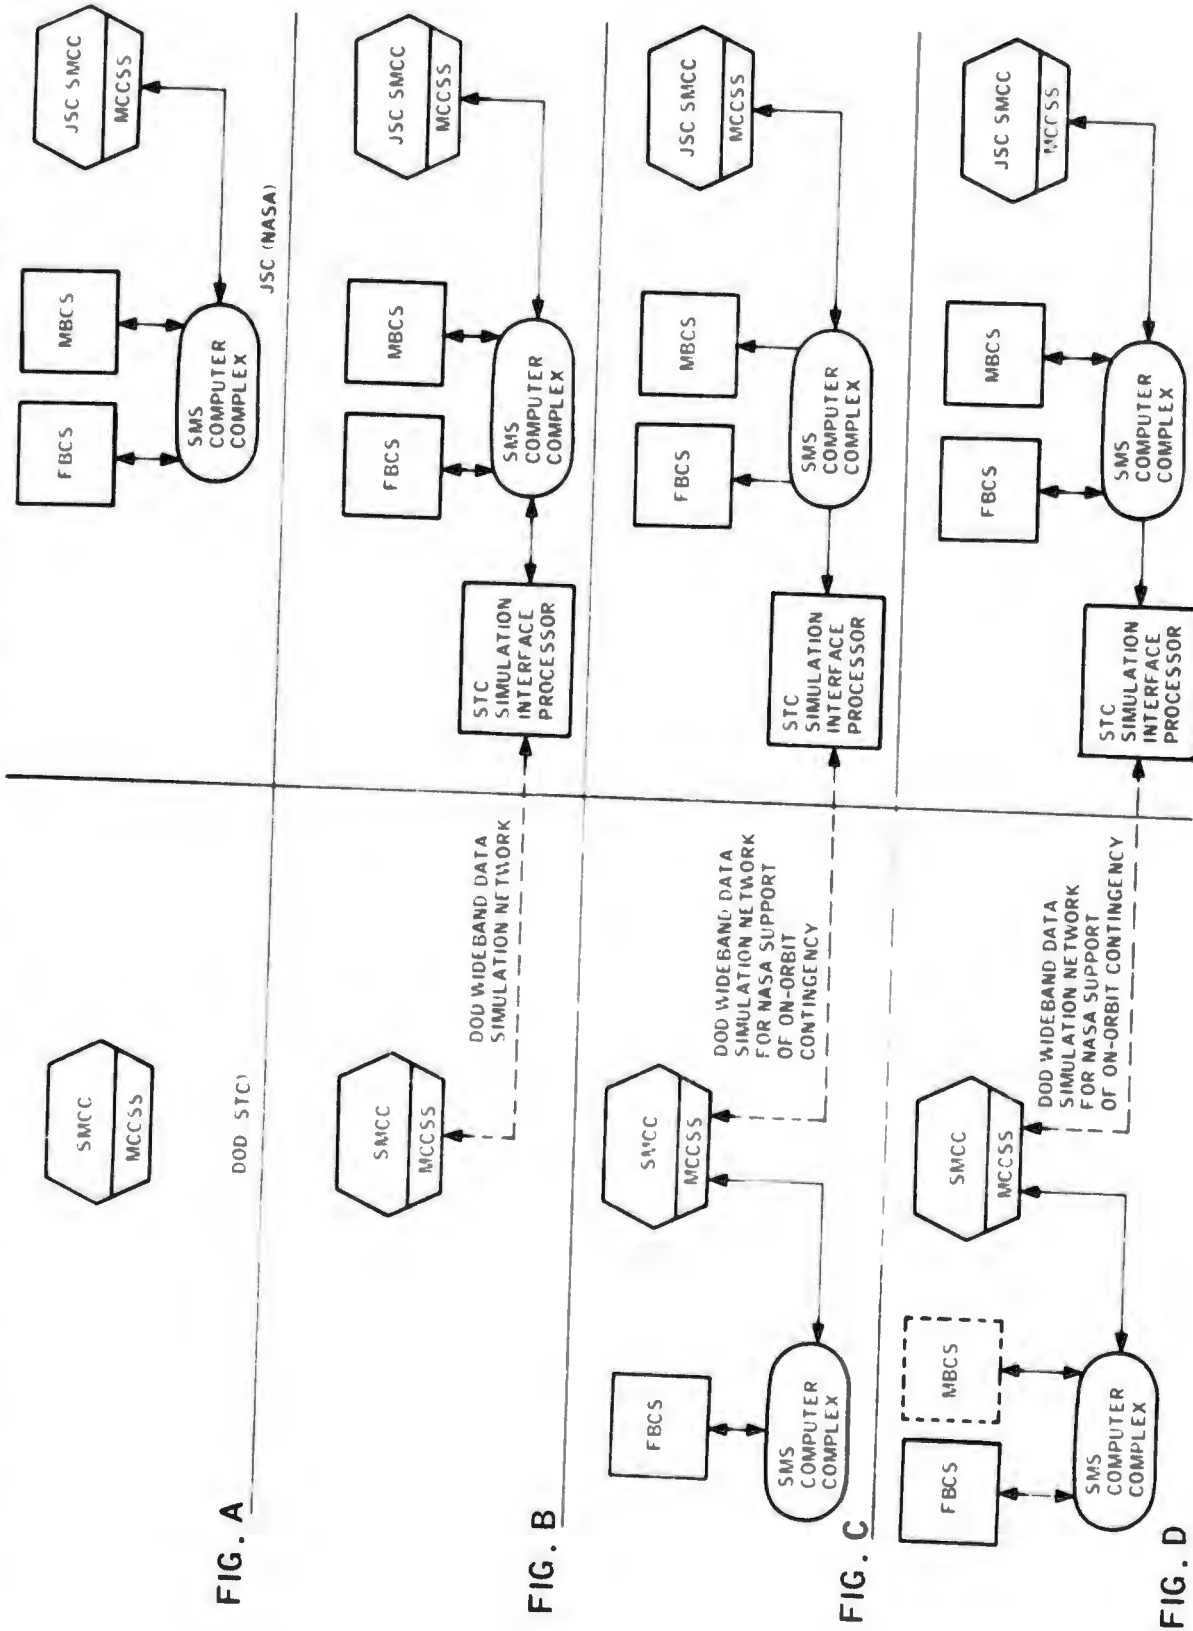 FIG. A
SMCC
MCCSS
DOD STC)
FBCS
MBCS
SMS
COMPUTER
COMPLEX
JSC SMCC
MCCSS
JSC (NASA)
FIG. B
SMCC
MCCSS
DOD WIDEBAND DATA
SIMULATION NETWORK
STC
SIMULATION
INTERFACE
PROCESSOR
FBCS
MBCS
SMS
COMPUTER
COMPLEX
JSC SMCC
MCCSS
FIG. C
FBCS
SMS
COMPUTER
COMPLEX
SMCC
MCCSS
DOD WIDEBAND DATA
SIMULATION NETWORK
FOR NASA SUPPORT
OF ON-ORBIT
CONTINGENCY
STC
SIMULATION
INTERFACE
PROCESSOR
FBCS
MBCS
SMS
COMPUTER
COMPLEX
JSC SMCC
MCCSS
FIG. D
FBCS
MBCS
SMS
COMPUTER
COMPLEX
SMCC
MCCSS
DOD WIDEBAND DATA
SIMULATION NETWORK
FOR NASA SUPPORT
OF ON-ORBIT CONTINGENCY
STC
SIMULATION
INTERFACE
PROCESSOR
FBCS
MBCS
SMS
COMPUTER
COMPLEX
JSC SMCC
MCCSS